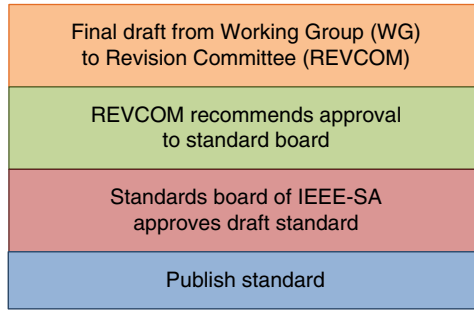 Final draft from Working Group (WG)
to Revision Committee (REVCOM)
REVCOM recommends approval
to standard board
Standards board of IEEE-SA
approves draft standard
Publish standard